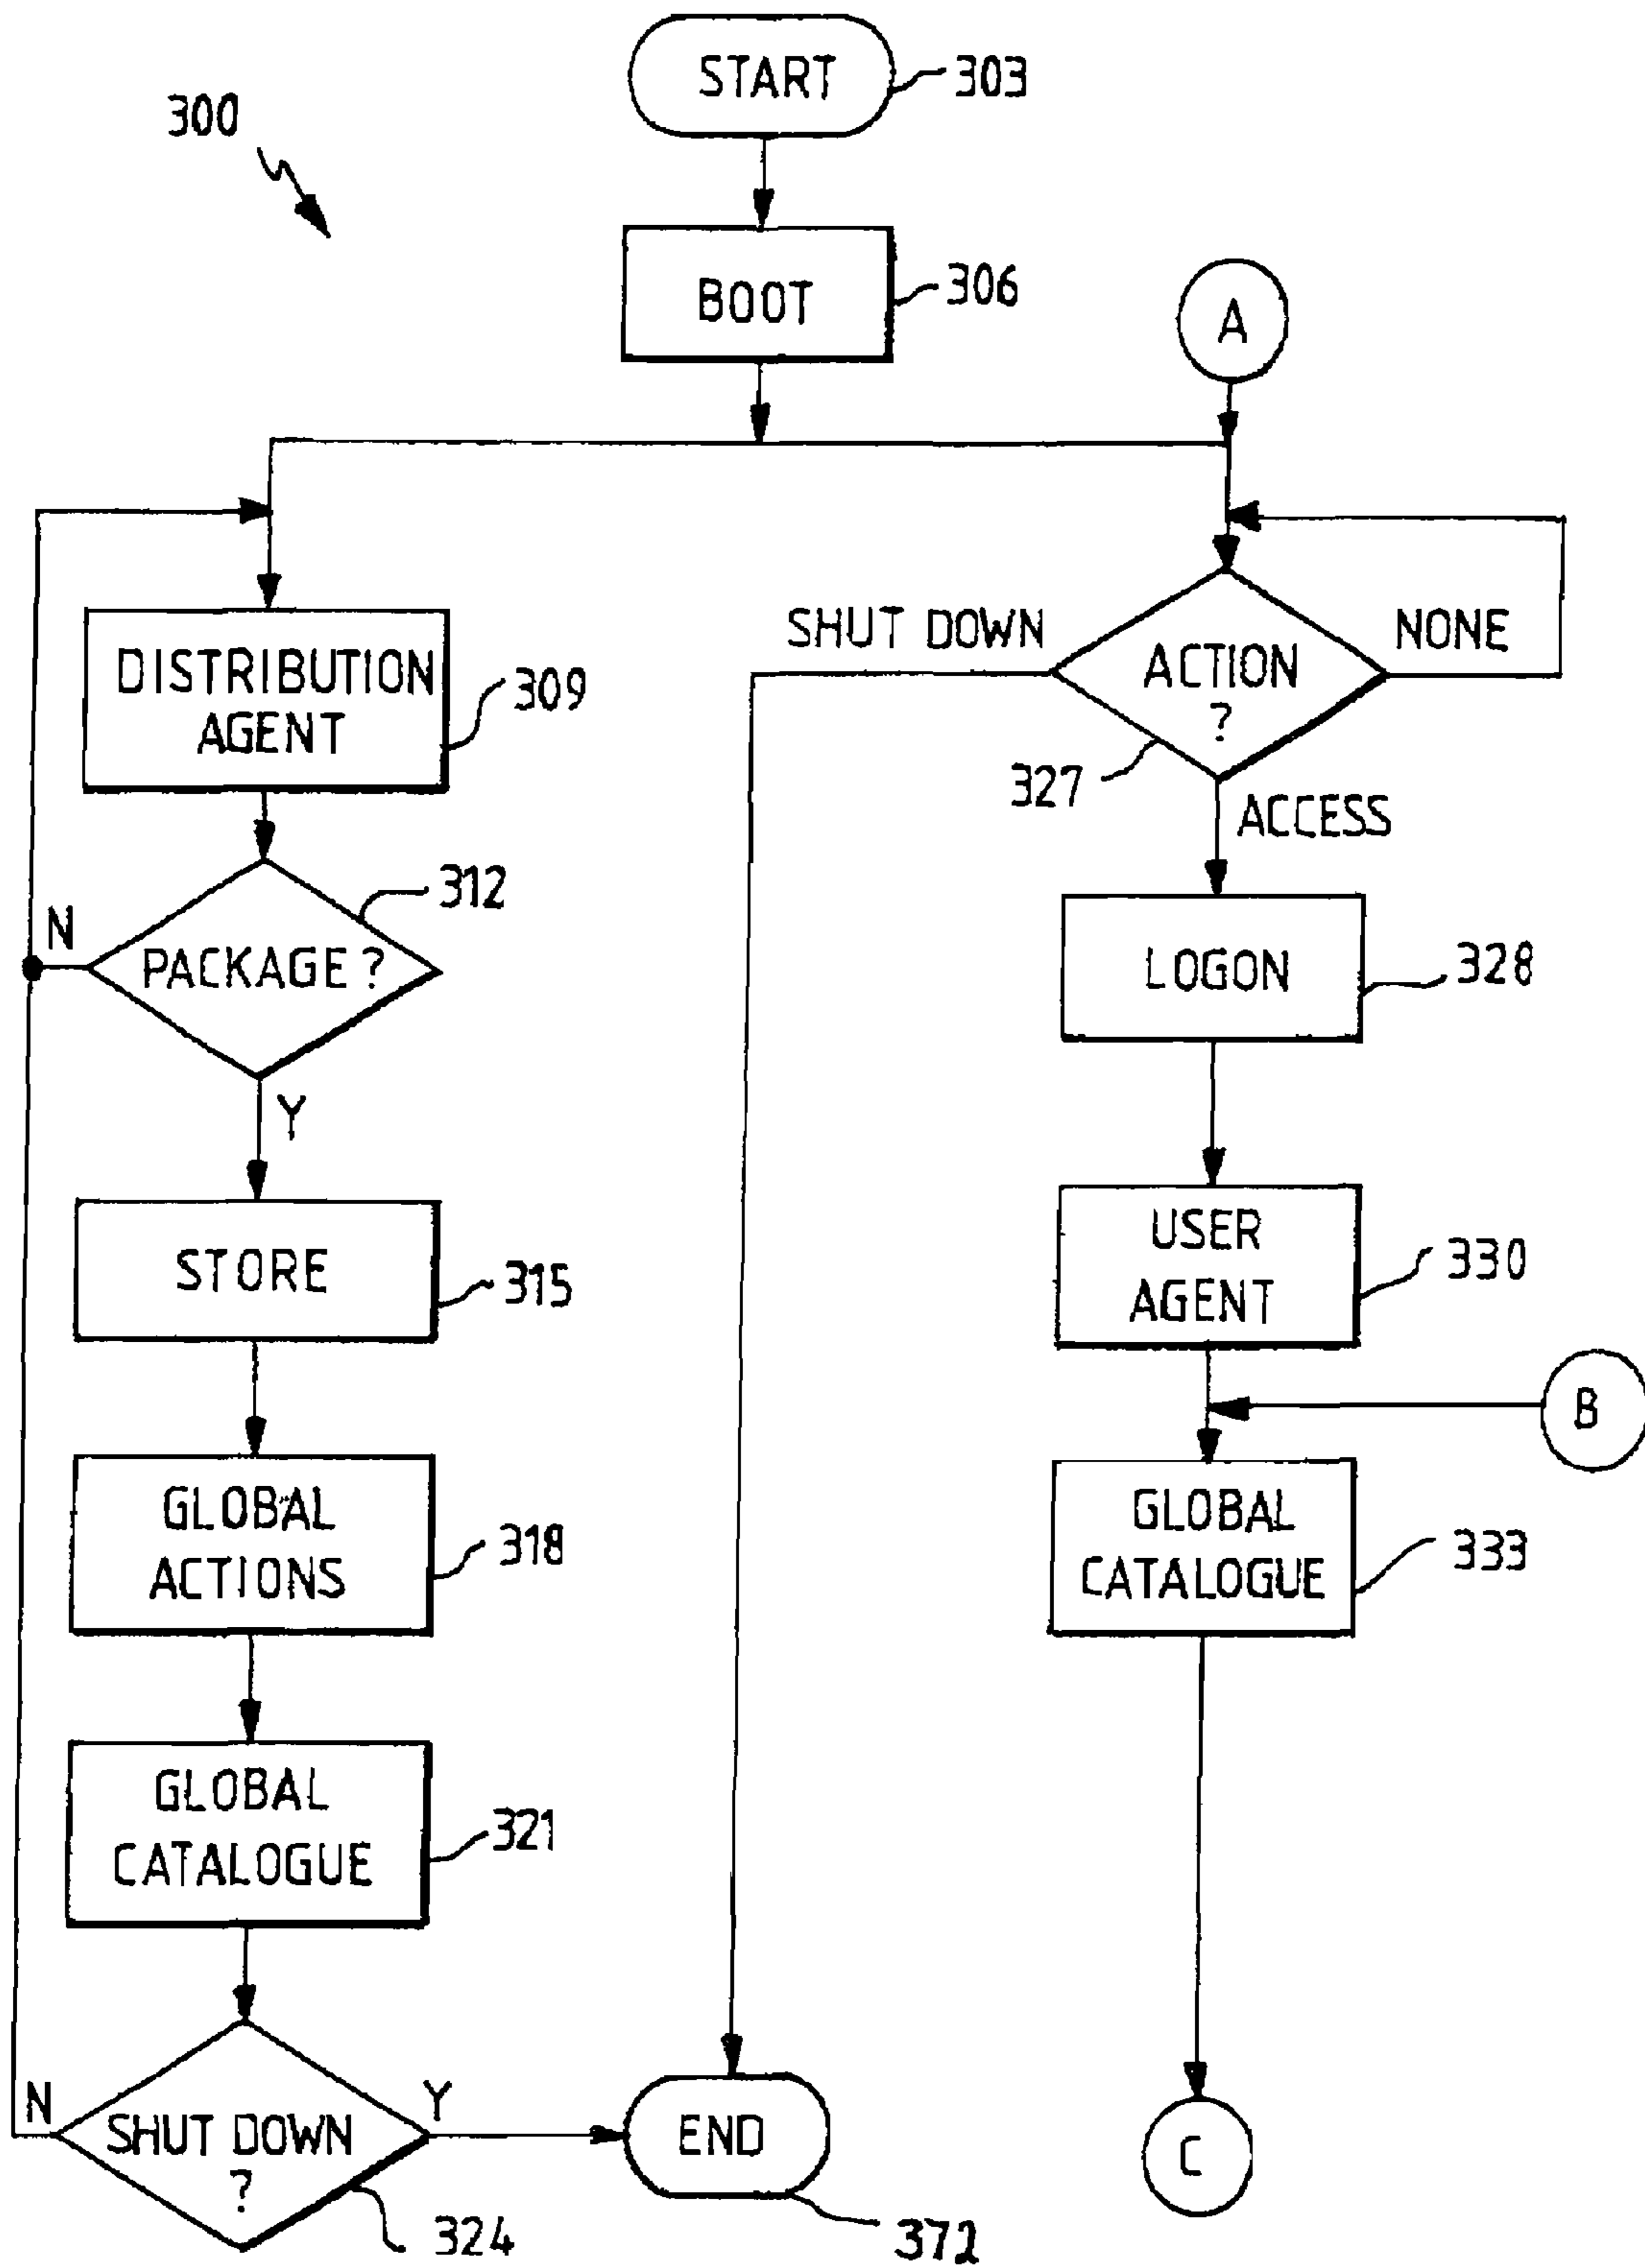 START
303
300
BOOT
306
A
DISTRIBUTION
AGENT
309
SHUT DOWN
NONE
ACTION
?
327
ACCESS
312
N
PACKAGE?
Y
LOGON
328
STORE
315
USER
AGENT
330
B
GLOBAL
ACTIONS
318
GLOBAL
CATALOGUE
333
GLOBAL
CATALOGUE
321
N
SHUT DOWN
?
Y
324
END
372
C